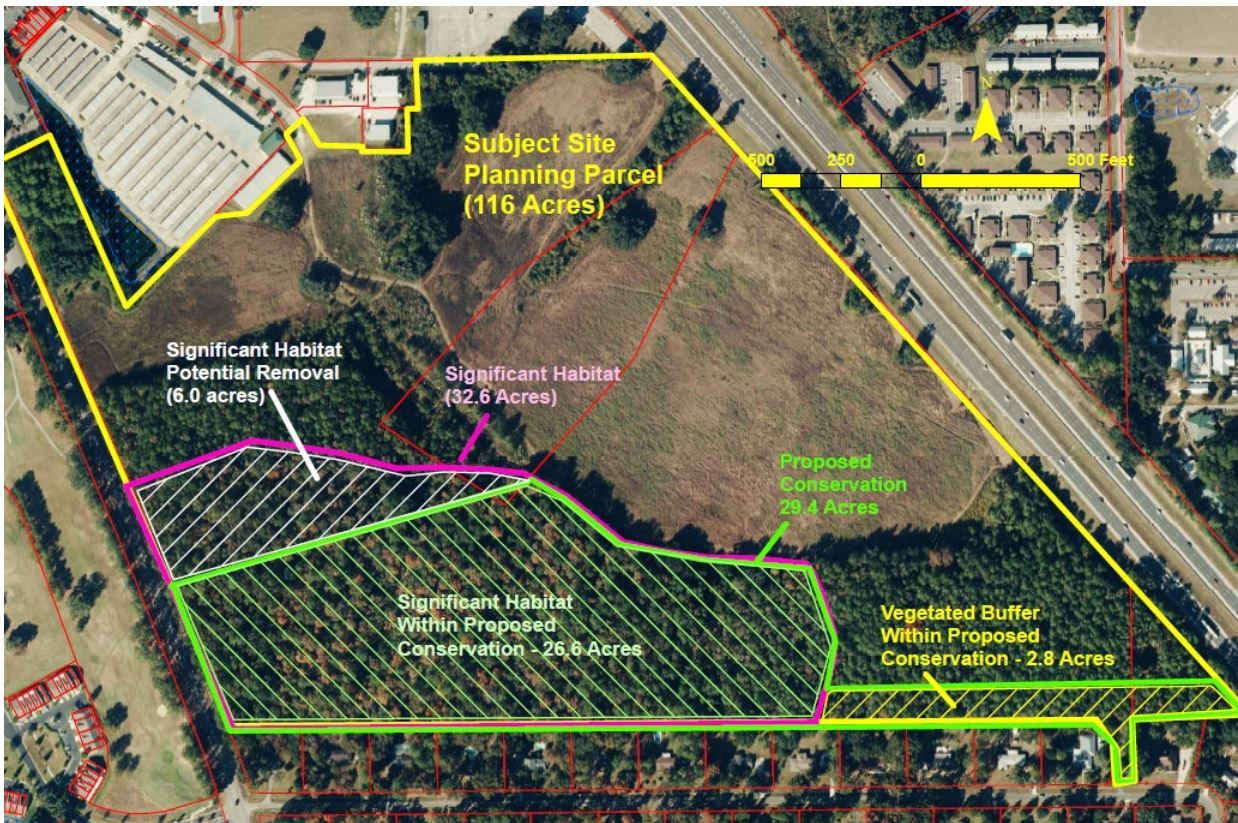 Subject Site
Planning Parcel
(116 Acres)
N
500 250 0 500 Feet
Significant Habitat
Potential Removal
(6.0 acres)
Significant Habitat
(32.6 Acres)
Proposed
Conservation
29.4 Acres
Significant Habitat
Within Proposed
Conservation - 26.6 Acres
Vegetated Buffer
Within Proposed
Conservation - 2.8 Acres